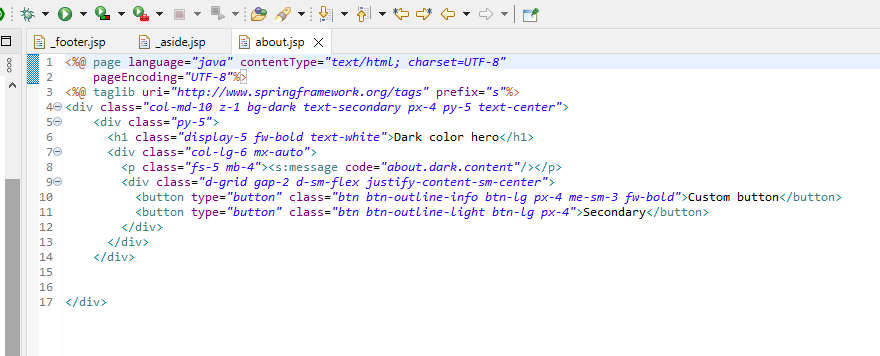 _footer.jsp
_aside.jsp
about.jsp
1 <%@ page language="java" contentType="text/html; charset=UTF-8"
2     pageEncoding="UTF-8"%>
3 <%@ taglib uri="http://www.springframework.org/tags" prefix="s"%>
4 <div class="col-md-10 z-1 bg-dark text-secondary px-4 py-5 text-center">
5     <div class="py-5">
6       <h1 class="display-5 fw-bold text-white">Dark color hero</h1>
7       <div class="col-lg-6 mx-auto">
8         <p class="fs-5 mb-4"><s:message code="about.dark.content"/></p>
9         <div class="d-grid gap-2 d-sm-flex justify-content-sm-center">
10           <button type="button" class="btn btn-outline-info btn-lg px-4 me-sm-3 fw-bold">Custom button</button>
11           <button type="button" class="btn btn-outline-light btn-lg px-4">Secondary</button>
12         </div>
13       </div>
14     </div>
15
16
17 </div>